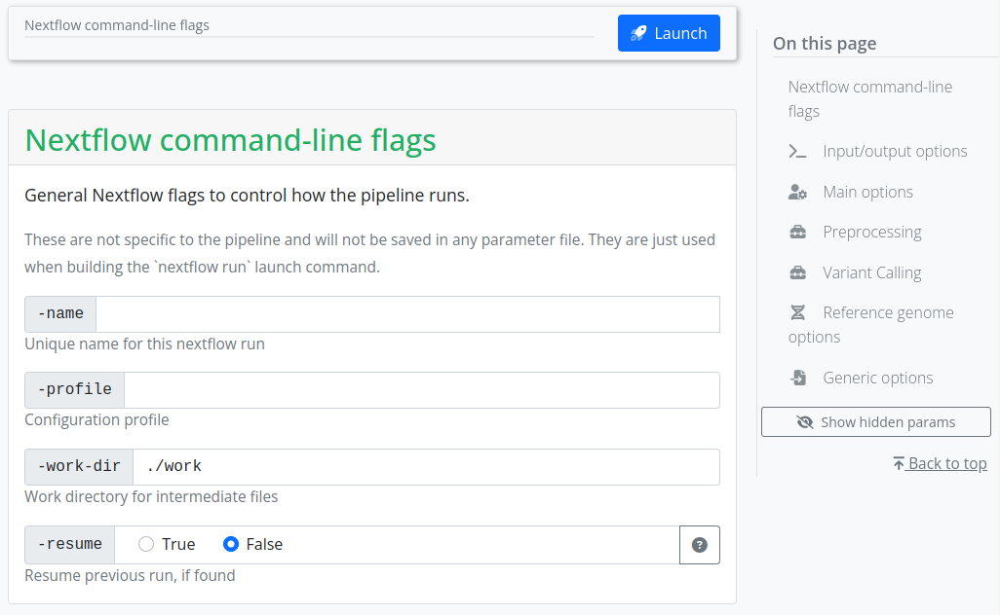 Nextflow command-line flags
Launch
Nextflow command-line flags
General Nextflow flags to control how the pipeline runs.
These are not specific to the pipeline and will not be saved in any parameter file. They are just used
when building the `nextflow run` launch command.
-name
Unique name for this nextflow run
-profile
Configuration profile
-work-dir ./work
Work directory for intermediate files
-resume True False ?
Resume previous run, if found
On this page
Nextflow command-line
flags
Input/output options
Main options
Preprocessing
Variant Calling
Reference genome
options
Generic options
Show hidden params
Back to top